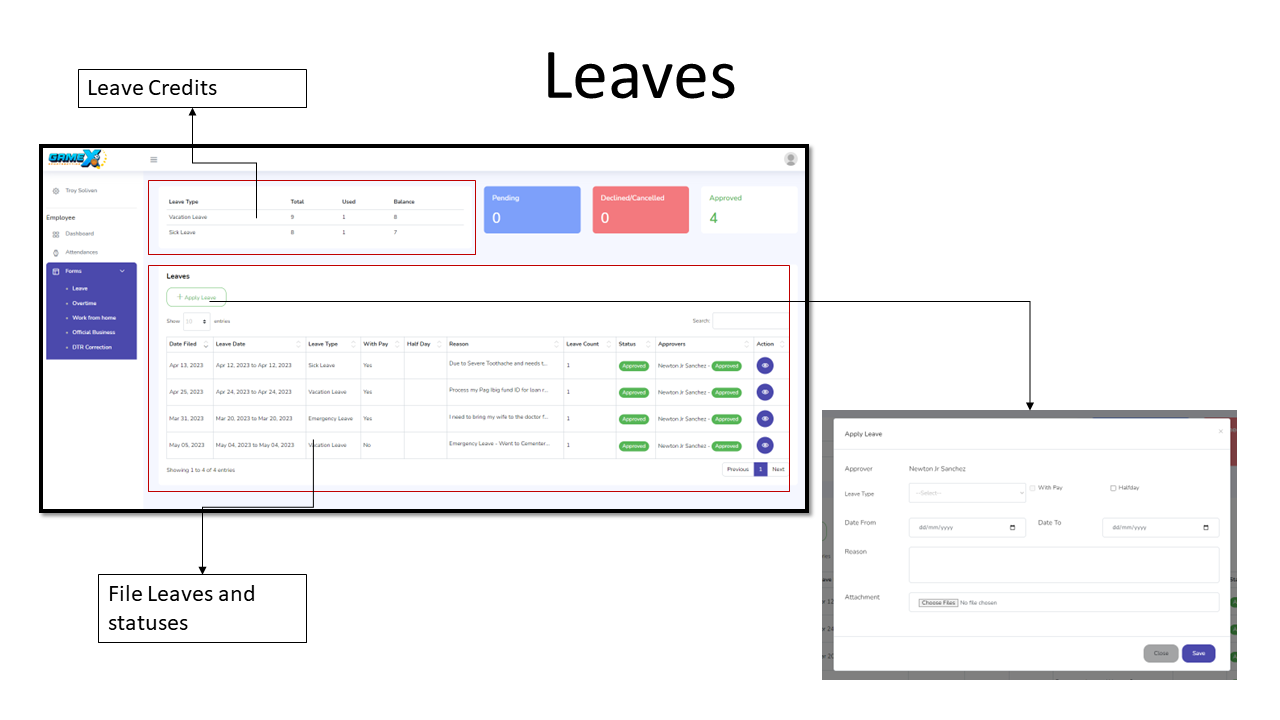 Leaves
Leave Credits
GAMEX
Troy Soliven
Employee
Dashboard
Attendances
Forms
Leave
Overtime
Work from home
Official Business
DTR Correction
Leave Type Total Used Balance
Vacation Leave 9 1 8
Sick Leave 8 1 7
Pending
0
Declined/Cancelled
0
Approved
4
Leaves
+ Apply Leave
Show 10 entries
Search:
Date Filed Leave Date Leave Type With Pay Half Day Reason Leave Count Status Approvers Action
Apr 13, 2023 Apr 12, 2023 to Apr 12, 2023 Sick Leave Yes Due to Severe Toothache and needs t... 1 Approved Newton Jr Sanchez - Approved
Apr 25, 2023 Apr 24, 2023 to Apr 24, 2023 Vacation Leave Yes Process my Pag Ibig fund ID for loan r... 1 Approved Newton Jr Sanchez - Approved
Mar 31, 2023 Mar 20, 2023 to Mar 20, 2023 Emergency Leave Yes I need to bring my wife to the doctor f... 1 Approved Newton Jr Sanchez - Approved
May 05, 2023 May 04, 2023 to May 04, 2023 Vacation Leave No Emergency Leave - Went to Cementer... 1 Approved Newton Jr Sanchez - Approved
Showing 1 to 4 of 4 entries
Previous 1 Next
File Leaves and
statuses
Apply Leave
×
Approver Newton Jr Sanchez
Leave Type --Select-- With Pay Halfday
Date From dd/mm/yyyy Date To dd/mm/yyyy
Reason
Attachment Choose Files No file chosen
Close Save